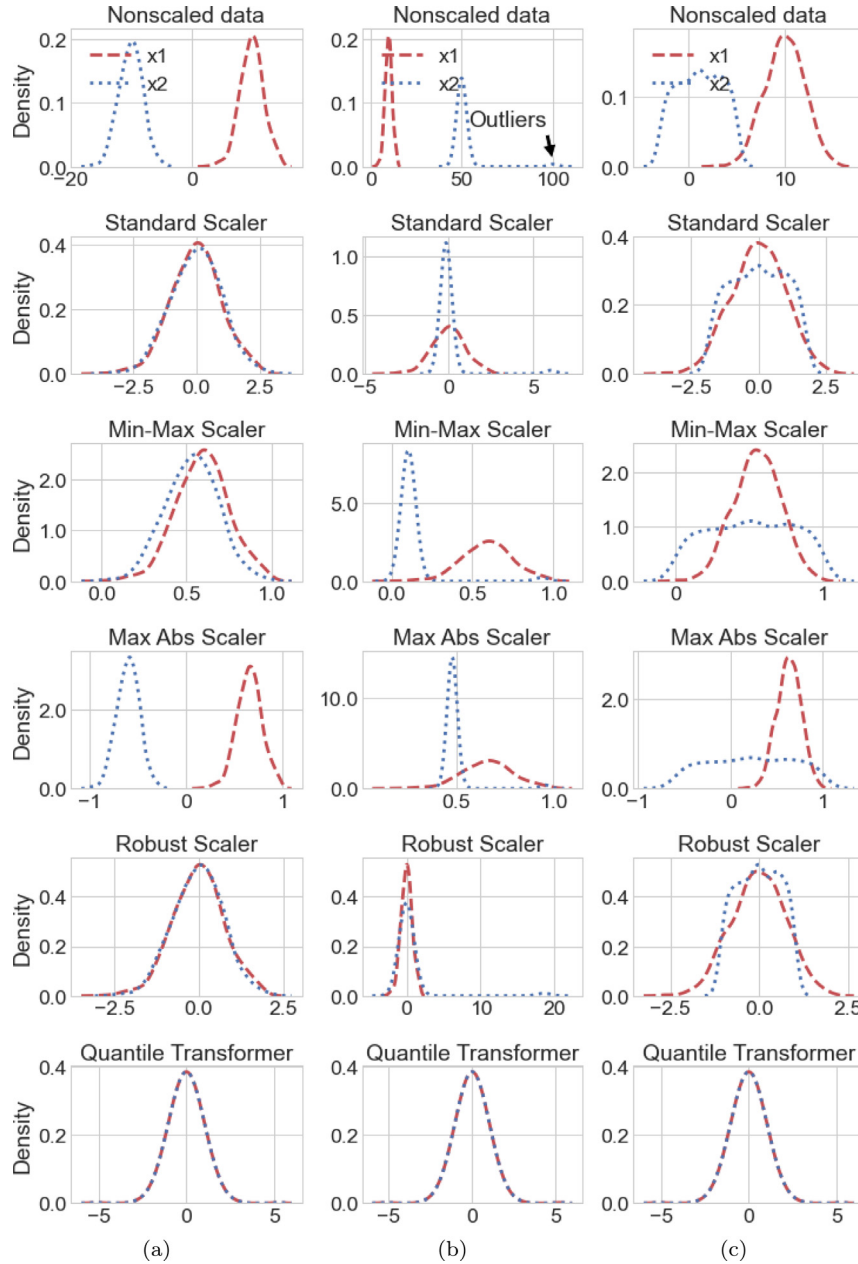 Nonscaled data Nonscaled data Nonscaled data
0.2 x1 0.2 x1 x1
x2 x2 0.1 x2
Density 0.1 0.1 Outliers
0.0 0.0 0.0
−20 0 0 50 100 0 10
Standard Scaler Standard Scaler Standard Scaler
0.4 1.0 0.4
Density 0.2 0.5 0.2
0.0 0.0 0.0
−2.5 0.0 2.5 −5 0 5 −2.5 0.0 2.5
Min-Max Scaler Min-Max Scaler Min-Max Scaler
2.0 5.0 2.0
Density 1.0 1.0
0.0 0.0 0.0
0.0 0.5 1.0 0.0 0.5 1.0 0 1
Max Abs Scaler Max Abs Scaler Max Abs Scaler
Density 2.0 10.0 2.0
0.0 0.0 0.0
−1 0 1 0.5 1.0 −1 0 1
Robust Scaler Robust Scaler Robust Scaler
0.4 0.4 0.4
Density 0.2 0.2 0.2
0.0 0.0 0.0
−2.5 0.0 2.5 0 10 20 −2.5 0.0 2.5
Quantile Transformer Quantile Transformer Quantile Transformer
0.4 0.4 0.4
Density 0.2 0.2 0.2
0.0 0.0 0.0
−5 0 5 −5 0 5 −5 0 5
(a) (b) (c)